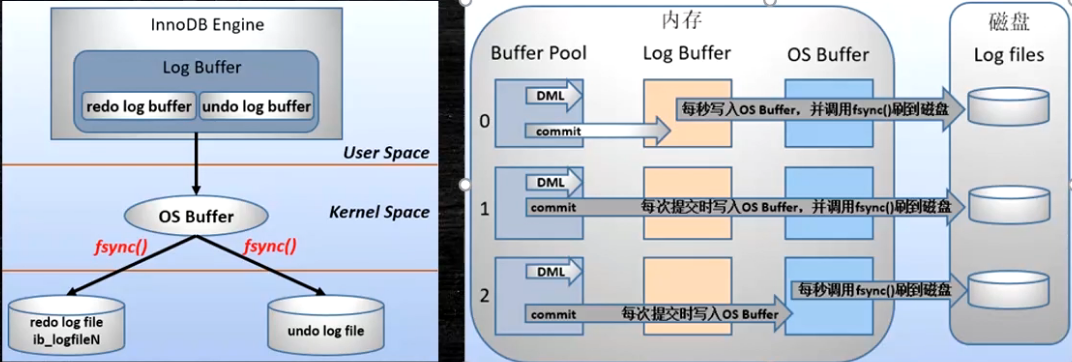 InnoDB Engine
Log Buffer
redo log buffer
undo log buffer
User Space
OS Buffer
Kernel Space
fsync()
fsync()
redo log file
ib_logfileN
undo log file
内存
磁盘
Buffer Pool
Log Buffer
OS Buffer
Log files
0
DML
commit
每秒写入OS Buffer，并调用fsync()刷到磁盘
1
DML
commit
每次提交时写入OS Buffer，并调用fsync()刷到磁盘
2
DML
commit
每次提交时写入OS Buffer
每秒调用fsync()刷到磁盘